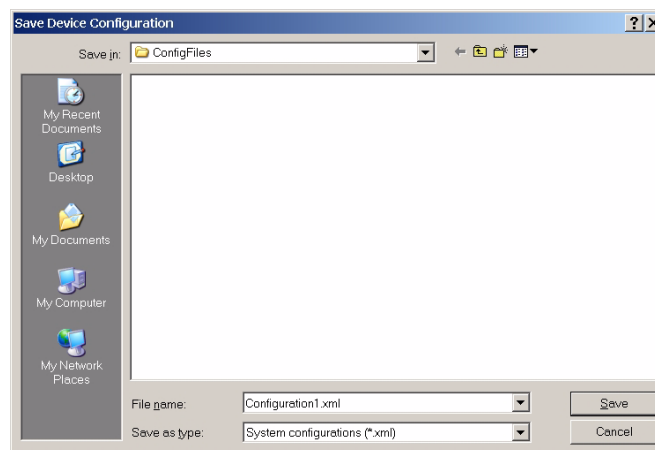 Save Device Configuration
Save in: ConfigFiles
My Recent
Documents
Desktop
My Documents
My Computer
My Network
Places
File name: Configuration1.xml Save
Save as type: System configurations (*.xml) Cancel